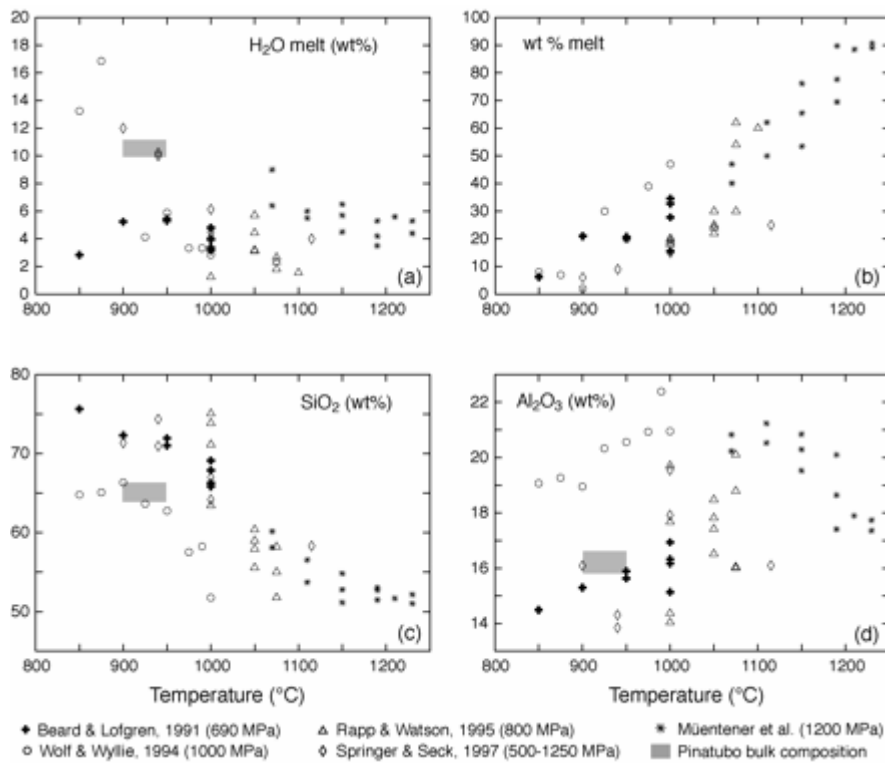 14
12
10
8
6
4
2
0
H2O melt (wt%)
(a)
800 900 1000 1100 1200
100
90
80
70
60
50
40
30
20
10
0
wt % melt
(b)
800 900 1000 1100 1200
80
70
60
50
SiO2 (wt%)
(c)
800 900 1000 1100 1200
Temperature (°C)
22
20
18
16
14
Al2O3 (wt%)
(d)
800 900 1000 1100 1200
Temperature (°C)
Beard & Lofgren, 1991 (690 MPa)
Rapp & Watson, 1995 (800 MPa)
Müentener et al. (1200 MPa)
Wolf & Wyllie, 1994 (1000 MPa)
Springer & Seck, 1997 (500-1250 MPa)
Pinatubo bulk composition